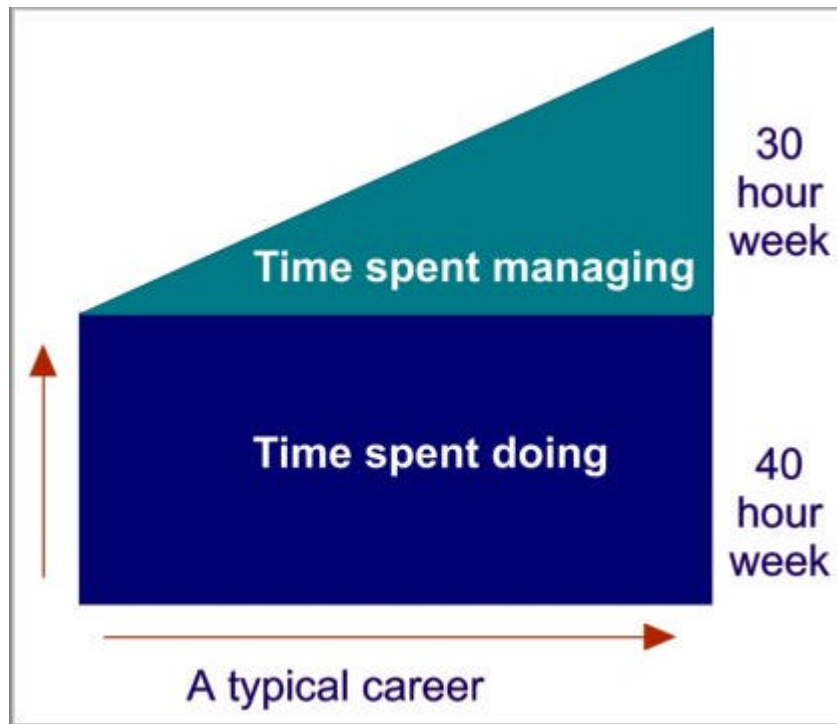 30
hour
week
Time spent managing
Time spent doing
40
hour
week
A typical career